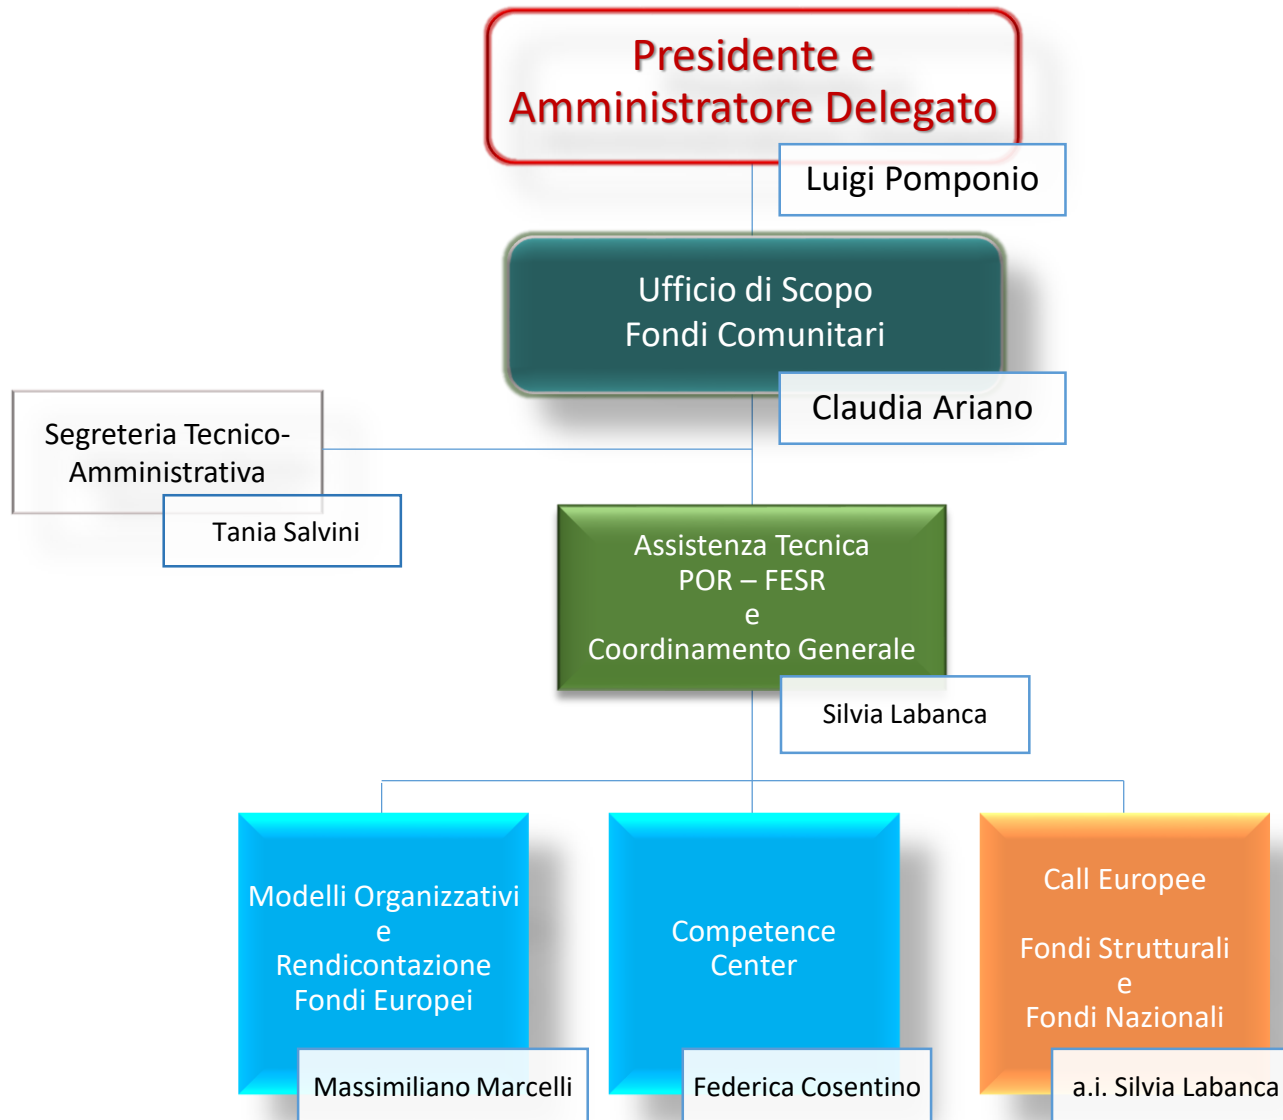 Presidente e
Amministratore Delegato
Luigi Pomponio
Ufficio di Scopo
Fondi Comunitari
Claudia Ariano
Segreteria Tecnico-
Amministrativa
Tania Salvini
Assistenza Tecnica
POR – FESR
e
Coordinamento Generale
Silvia Labanca
Modelli Organizzativi
e
Rendicontazione
Fondi Europei
Massimiliano Marcelli
Competence
Center
Federica Cosentino
Call Europee
Fondi Strutturali
e
Fondi Nazionali
a.i. Silvia Labanca